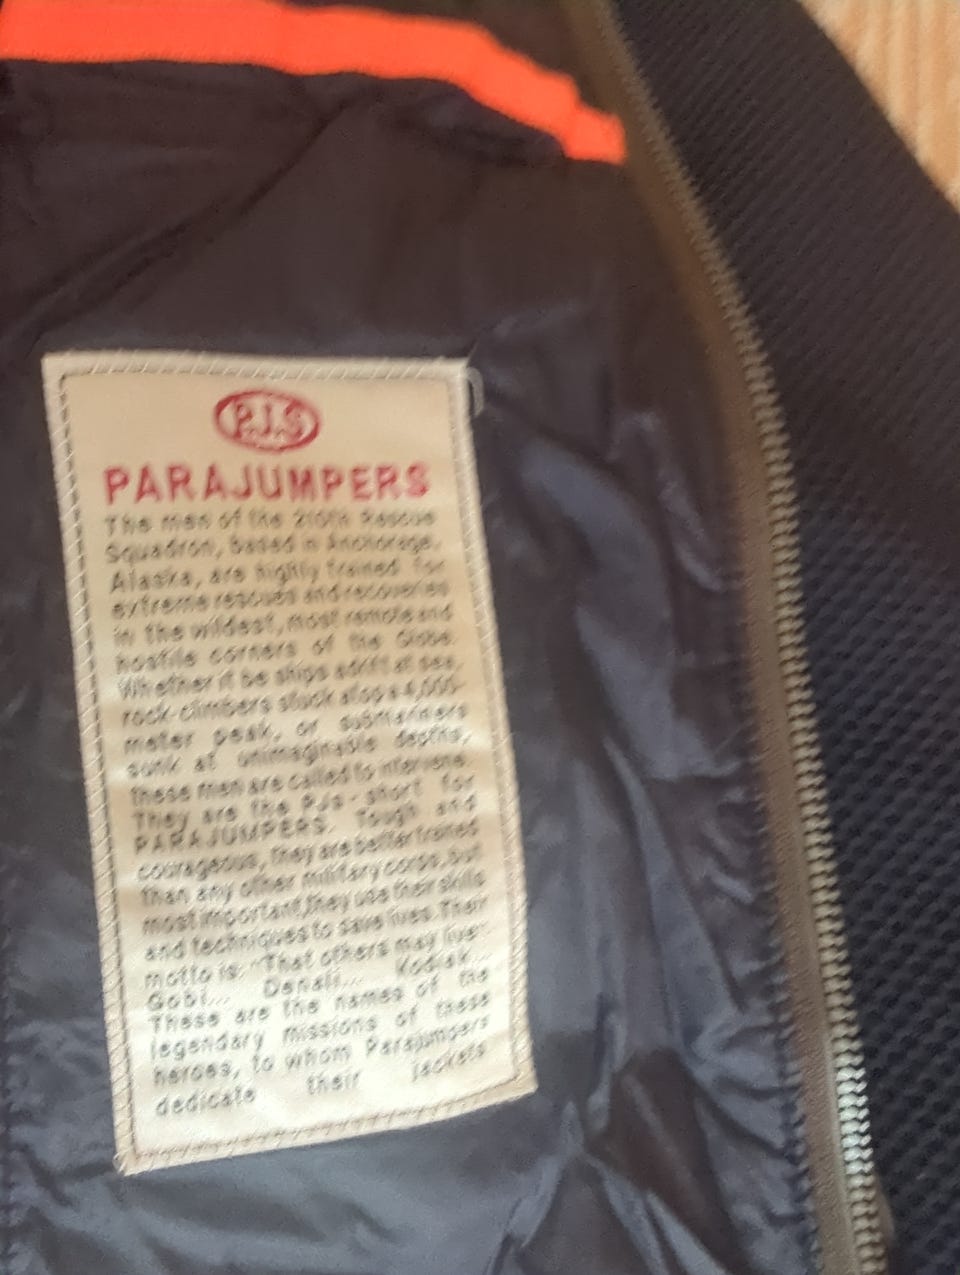 P.J.S
PARAJUMPERS
The men of the 210th Rescue
Squadron, based in Anchorage,
Alaska, are highly trained for
extreme rescues and recoveries
in the wildest, most remote and
hostile corners of the Globe.
Whether it be ships adrift at sea,
rock-climbers stuck atop a 4,000-
meter peak, or submariners
sunk at unimaginable depths,
these men are called to intervene.
They are the PJs - short for
PARAJUMPERS. Tough and
courageous, they are better trained
than any other military corps, but
most important, they use their skills
and techniques to save lives. Their
motto is: "That others may live"...
Gobi... Denali... Kodiak...
These are the names of the
legendary missions of these
heroes, to whom Parajumpers
dedicate their jackets